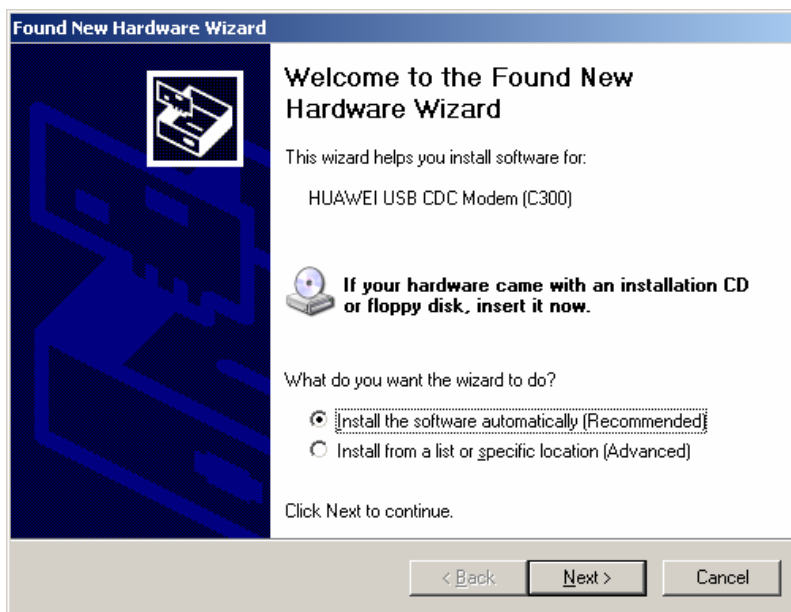 Found New Hardware Wizard
Welcome to the Found New
Hardware Wizard
This wizard helps you install software for:
HUAWEI USB CDC Modem (C300)
If your hardware came with an installation CD
or floppy disk, insert it now.
What do you want the wizard to do?
Install the software automatically (Recommended)
Install from a list or specific location (Advanced)
Click Next to continue.
< Back Next > Cancel